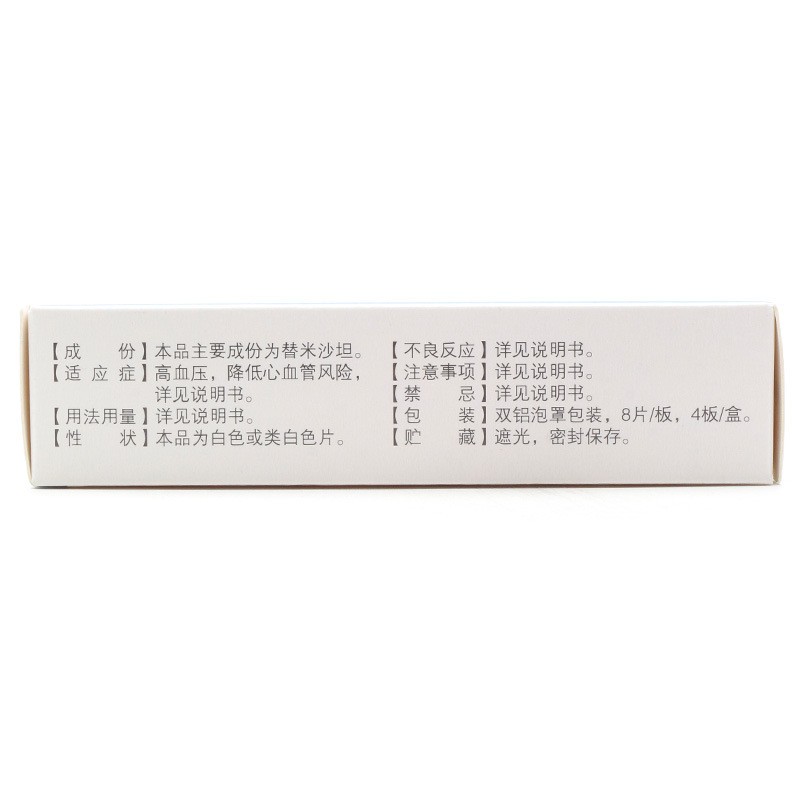 【成份】本品主要成份为替米沙坦。
【适应症】高血压，降低心血管风险，
详见说明书。
【用法用量】详见说明书。
【性状】本品为白色或类白色片。
【不良反应】详见说明书。
【注意事项】详见说明书。
【禁忌】详见说明书。
【包装】双铝泡罩包装，8片/板，4板/盒。
【贮藏】遮光，密封保存。